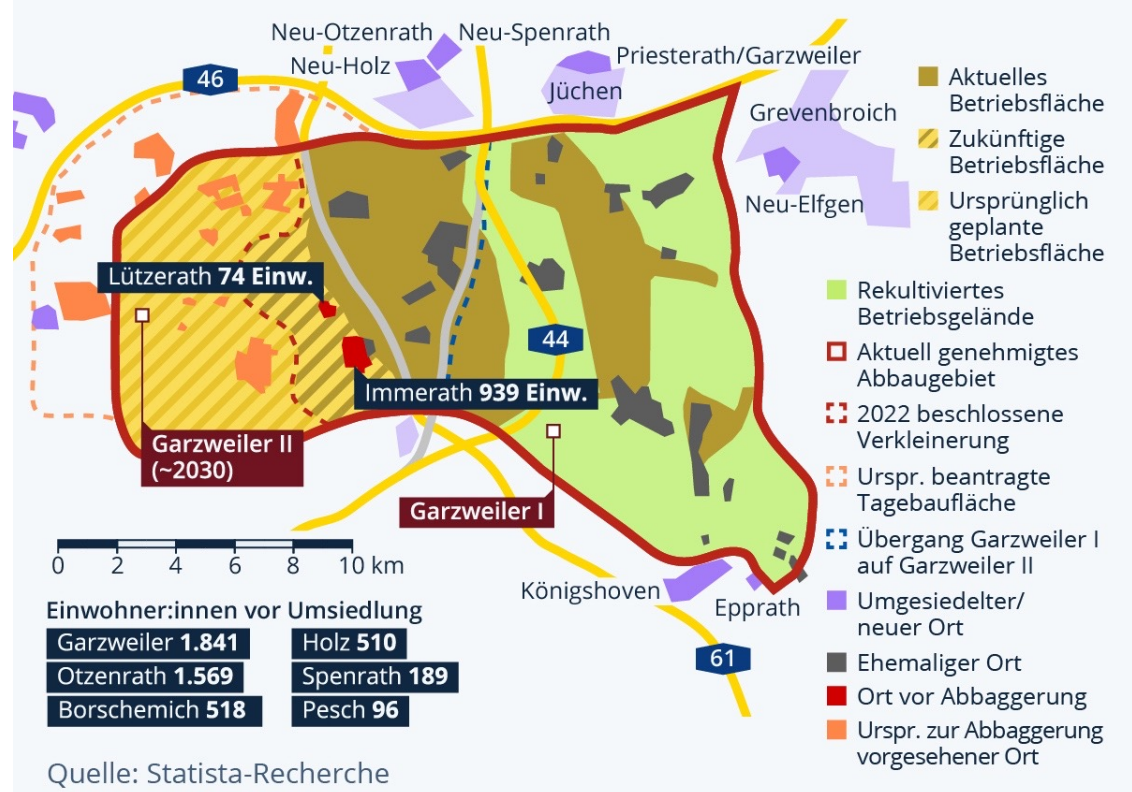 Neu-Otzenrath
Neu-Spenrath
Neu-Holz
Priesterath/Garzweiler
46
Jüchen
Grevenbroich
Neu-Elfgen
Lützerath 74 Einw.
44
Immerath 939 Einw.
Garzweiler II
(~2030)
Garzweiler I
Königshoven
Epprath
61
0 2 4 6 8 10 km
Einwohner:innen vor Umsiedlung
Garzweiler 1.841
Holz 510
Otzenrath 1.569
Spenrath 189
Borschemich 518
Pesch 96
Quelle: Statista-Recherche
Aktuelles
Betriebsfläche
Zukünftige
Betriebsfläche
Ursprünglich
geplante
Betriebsfläche
Rekultiviertes
Betriebsgelände
Aktuell genehmigtes
Abbaugebiet
2022 beschlossene
Verkleinerung
Urspr. beantragte
Tagebaufläche
Übergang Garzweiler I
auf Garzweiler II
Umgesiedelter/
neuer Ort
Ehemaliger Ort
Ort vor Abbaggerung
Urspr. zur Abbaggerung
vorgesehener Ort